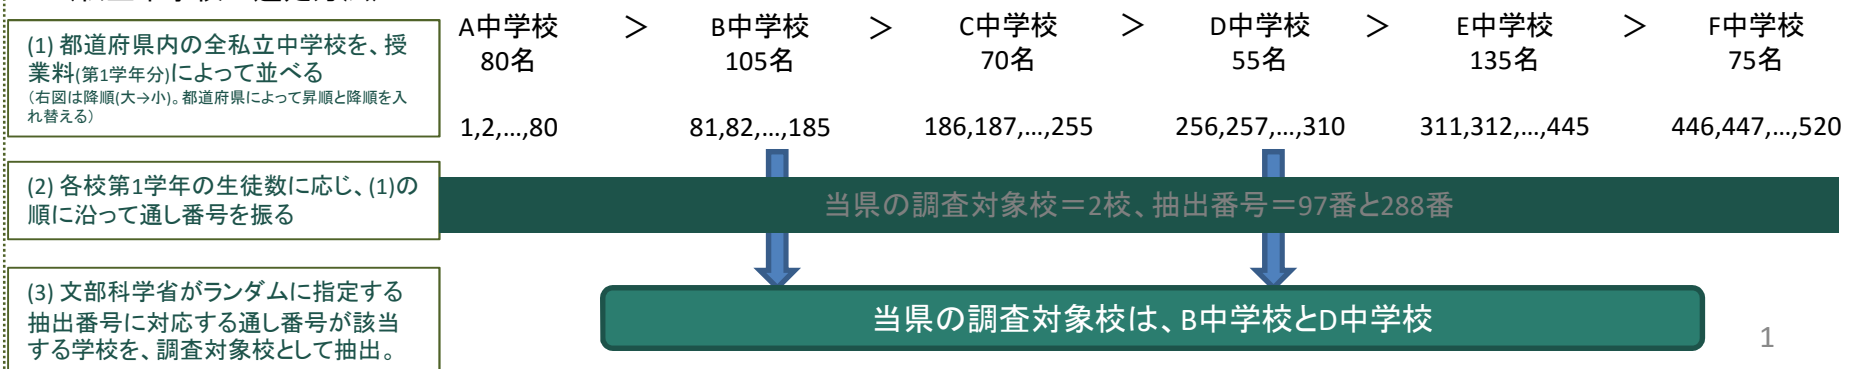 (1) 都道府県内の全私立中学校を、授
業料(第1学年分)によって並べる
（右図は降順(大→小)。都道府県によって昇順と降順を入
れ替える）
A中学校 ＞ B中学校 ＞ C中学校 ＞ D中学校 ＞ E中学校 ＞ F中学校
80名 105名 70名 55名 135名 75名
1,2,…,80 81,82,…,185 186,187,…,255 256,257,…,310 311,312,…,445 446,447,…,520
(2) 各校第1学年の生徒数に応じ、(1)の
順に沿って通し番号を振る
当県の調査対象校＝2校、抽出番号＝97番と288番
(3) 文部科学省がランダムに指定する
抽出番号に対応する通し番号が該当
する学校を、調査対象校として抽出。
当県の調査対象校は、B中学校とD中学校
1